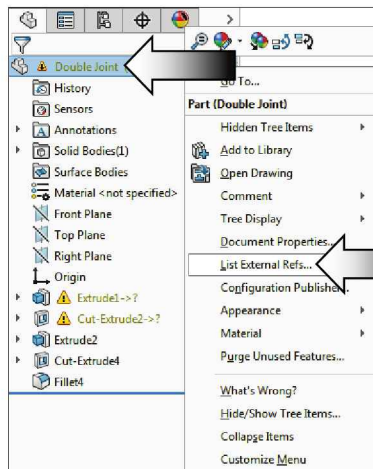 Double Joint
History
Sensors
Annotations
Solid Bodies(1)
Surface Bodies
Material <not specified>
Front Plane
Top Plane
Right Plane
Origin
Extrude1->?
Cut-Extrude2->?
Extrude2
Cut-Extrude4
Fillet4
Go To...
Part (Double Joint)
Hidden Tree Items
Add to Library
Open Drawing
Comment
Tree Display
Document Properties...
List External Refs...
Configuration Publisher...
Appearance
Material
Purge Unused Features...
What's Wrong?
Hide/Show Tree Items...
Collapse Items
Customize Menu